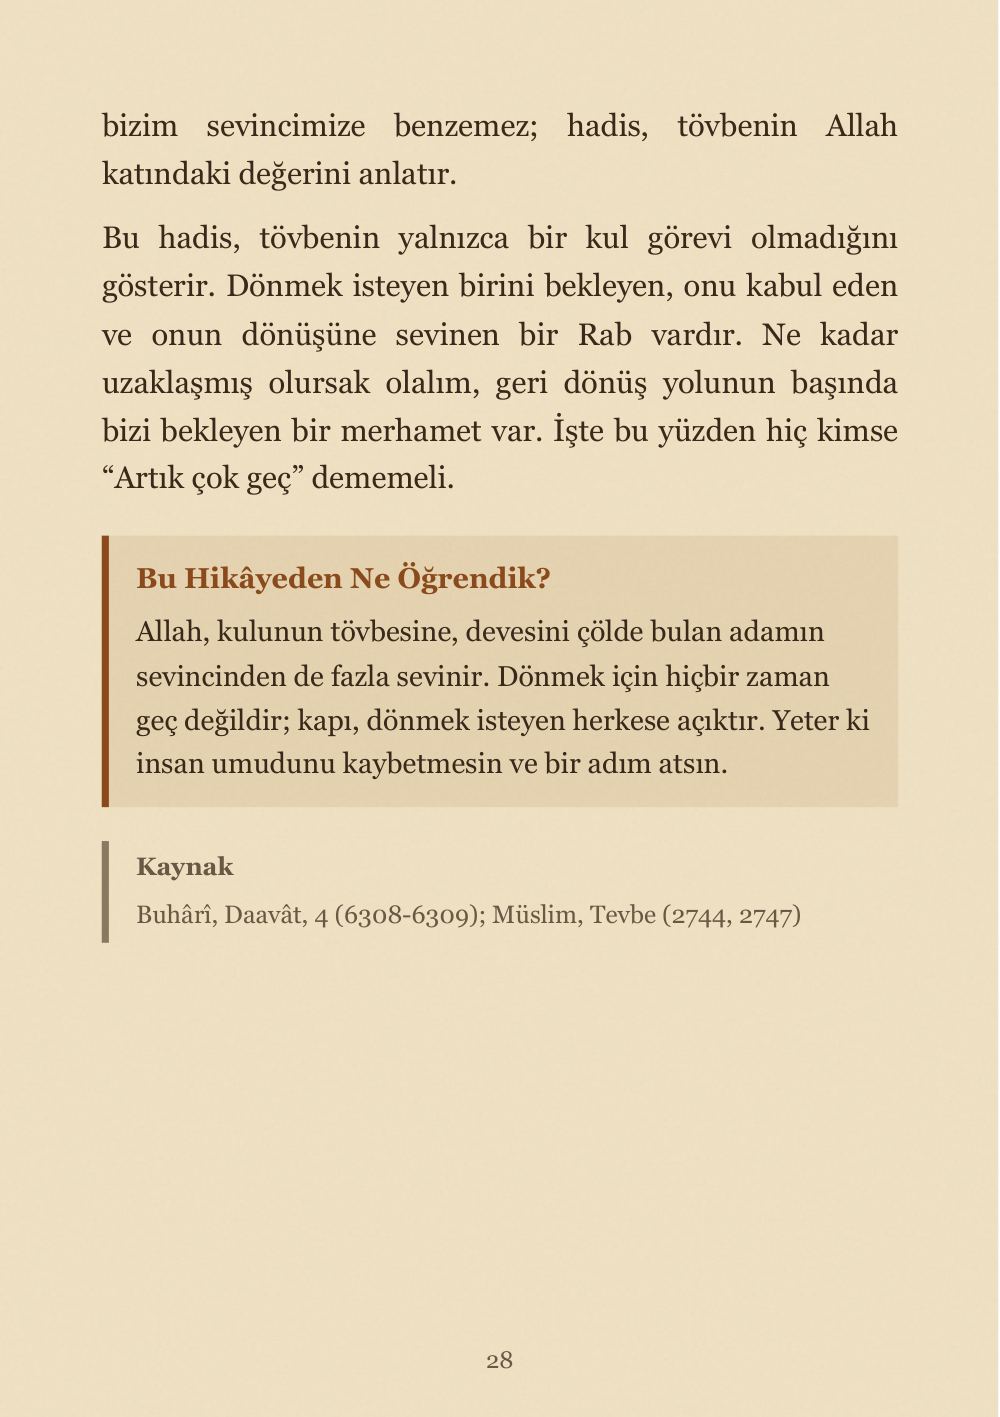 bizim sevincimize benzemez; hadis, tövbenin Allah
katındaki değerini anlatır.
Bu hadis, tövbenin yalnızca bir kul görevi olmadığını
gösterir. Dönmek isteyen birini bekleyen, onu kabul eden
ve onun dönüşüne sevinen bir Rab vardır. Ne kadar
uzaklaşmış olursak olalım, geri dönüş yolunun başında
bizi bekleyen bir merhamet var. İşte bu yüzden hiç kimse
“Artık çok geç” dememeli.
Bu Hikâyeden Ne Öğrendik?
Allah, kulunun tövbesine, devesini çölde bulan adamın
sevincinden de fazla sevinir. Dönmek için hiçbir zaman
geç değildir; kapı, dönmek isteyen herkese açıktır. Yeter ki
insan umudunu kaybetmesin ve bir adım atsın.
Kaynak
Buhârî, Daavât, 4 (6308-6309); Müslim, Tevbe (2744, 2747)
28